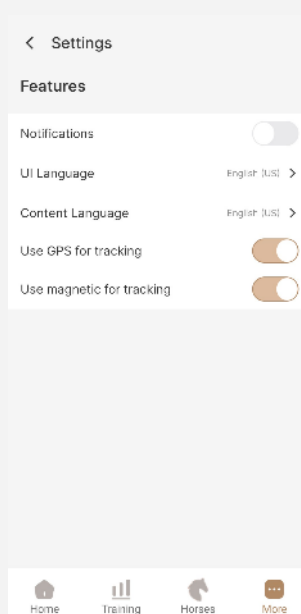 Settings
Features
Notifications
UI Language English (US)
Content Language English (US)
Use GPS for tracking
Use magnetic for tracking
Home Training Horses More